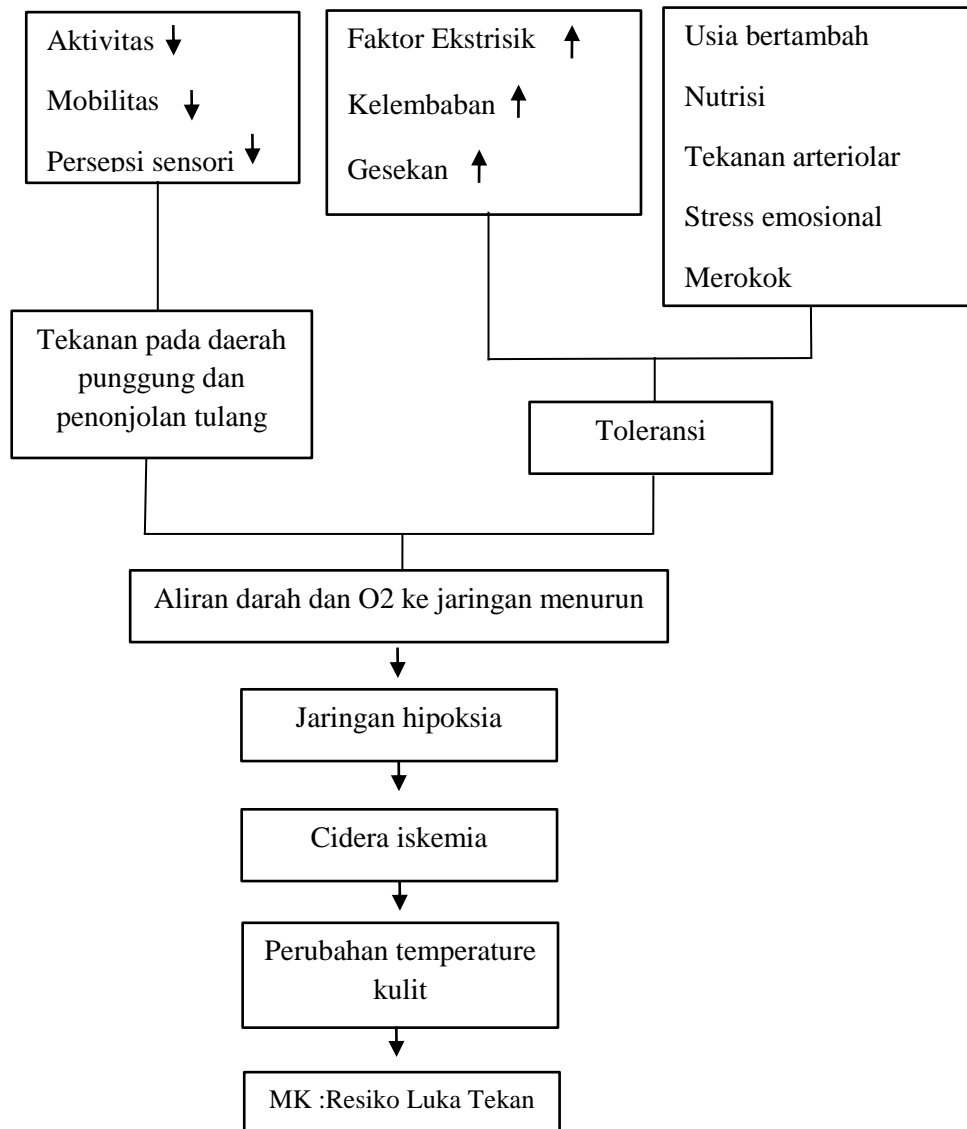 Aktivitas ↓
Mobilitas ↓
Persepsi sensori ↓
Faktor Ekstrisik ↑
Kelembaban ↑
Gesekan ↑
Usia bertambah
Nutrisi
Tekanan arteriolar
Stress emosional
Merokok
Tekanan pada daerah
punggung dan
penonjolan tulang
Toleransi
Aliran darah dan O2 ke jaringan menurun
Jaringan hipoksia
Cidera iskemia
Perubahan temperature
kulit
MK :Resiko Luka Tekan